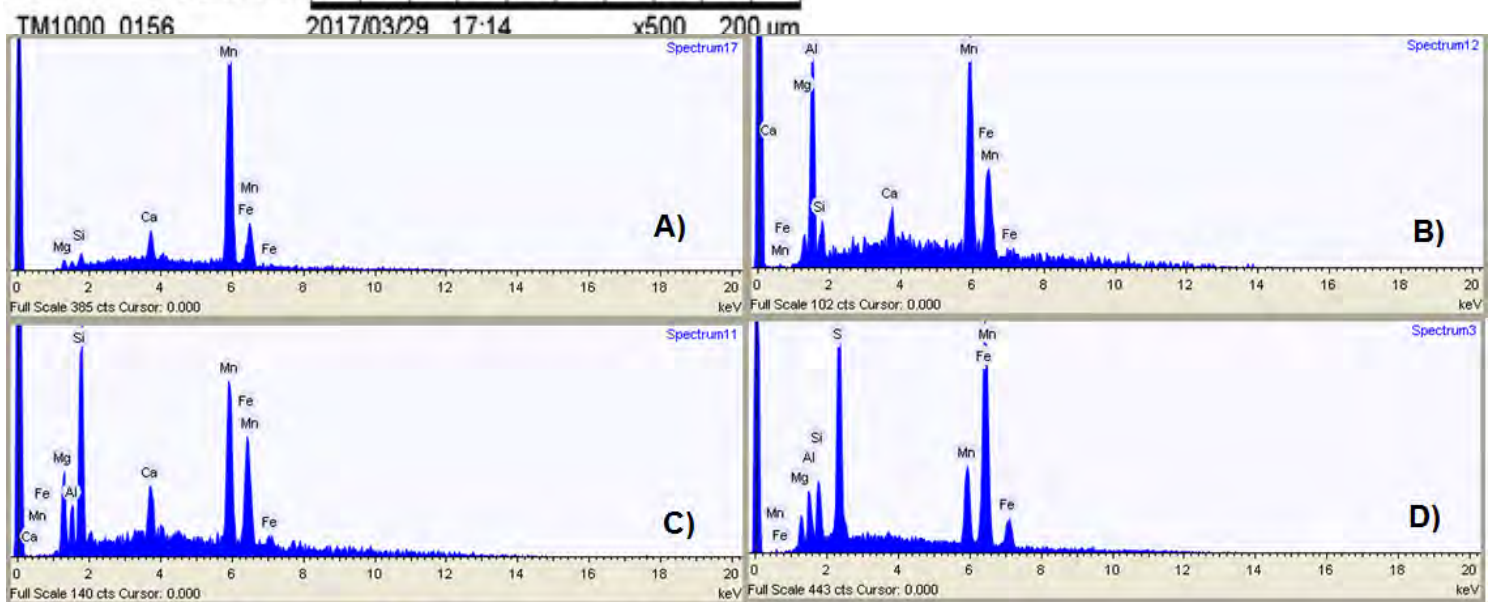 TM1000 0156 2017/03/29 17:14 x500 200 um
Spectrum17
Mn
Mn
Ca
Fe
Si
Mg
Fe
A)
0 2 4 6 8 10 12 14 16 18 20
Full Scale 385 cts Cursor: 0.000 keV
Spectrum12
Al
Mn
Mg
Ca
Fe
Mn
Ca
Si
Fe
Fe
Mn
B)
0 2 4 6 8 10 12 14 16 18 20
Full Scale 102 cts Cursor: 0.000 keV
Spectrum11
Si
Mn
Fe
Mn
Mg
Ca
Fe
Al
Mn
Fe
Ca
C)
0 2 4 6 8 10 12 14 16 18 20
Full Scale 140 cts Cursor: 0.000 keV
Spectrum3
S
Mn
Fe
Si
Al
Mn
Mg
Fe
Mn
Fe
D)
0 2 4 6 8 10 12 14 16 18 20
Full Scale 443 cts Cursor: 0.000 keV